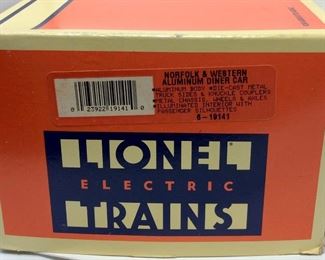 NORFOLK & WESTERN
ALUMINUM DINER CAR
*ALUMINUM BODY *DIE-CAST METAL
TRUCK SIDES & KNUCKLE COUPLERS
*METAL CHASSIS, WHEELS & AXLES
*ILLUMINATED INTERIOR WITH
PASSENGER SILHOUETTES
6-19141
0 23922 19141 0
LIONEL
ELECTRIC
TRAINS